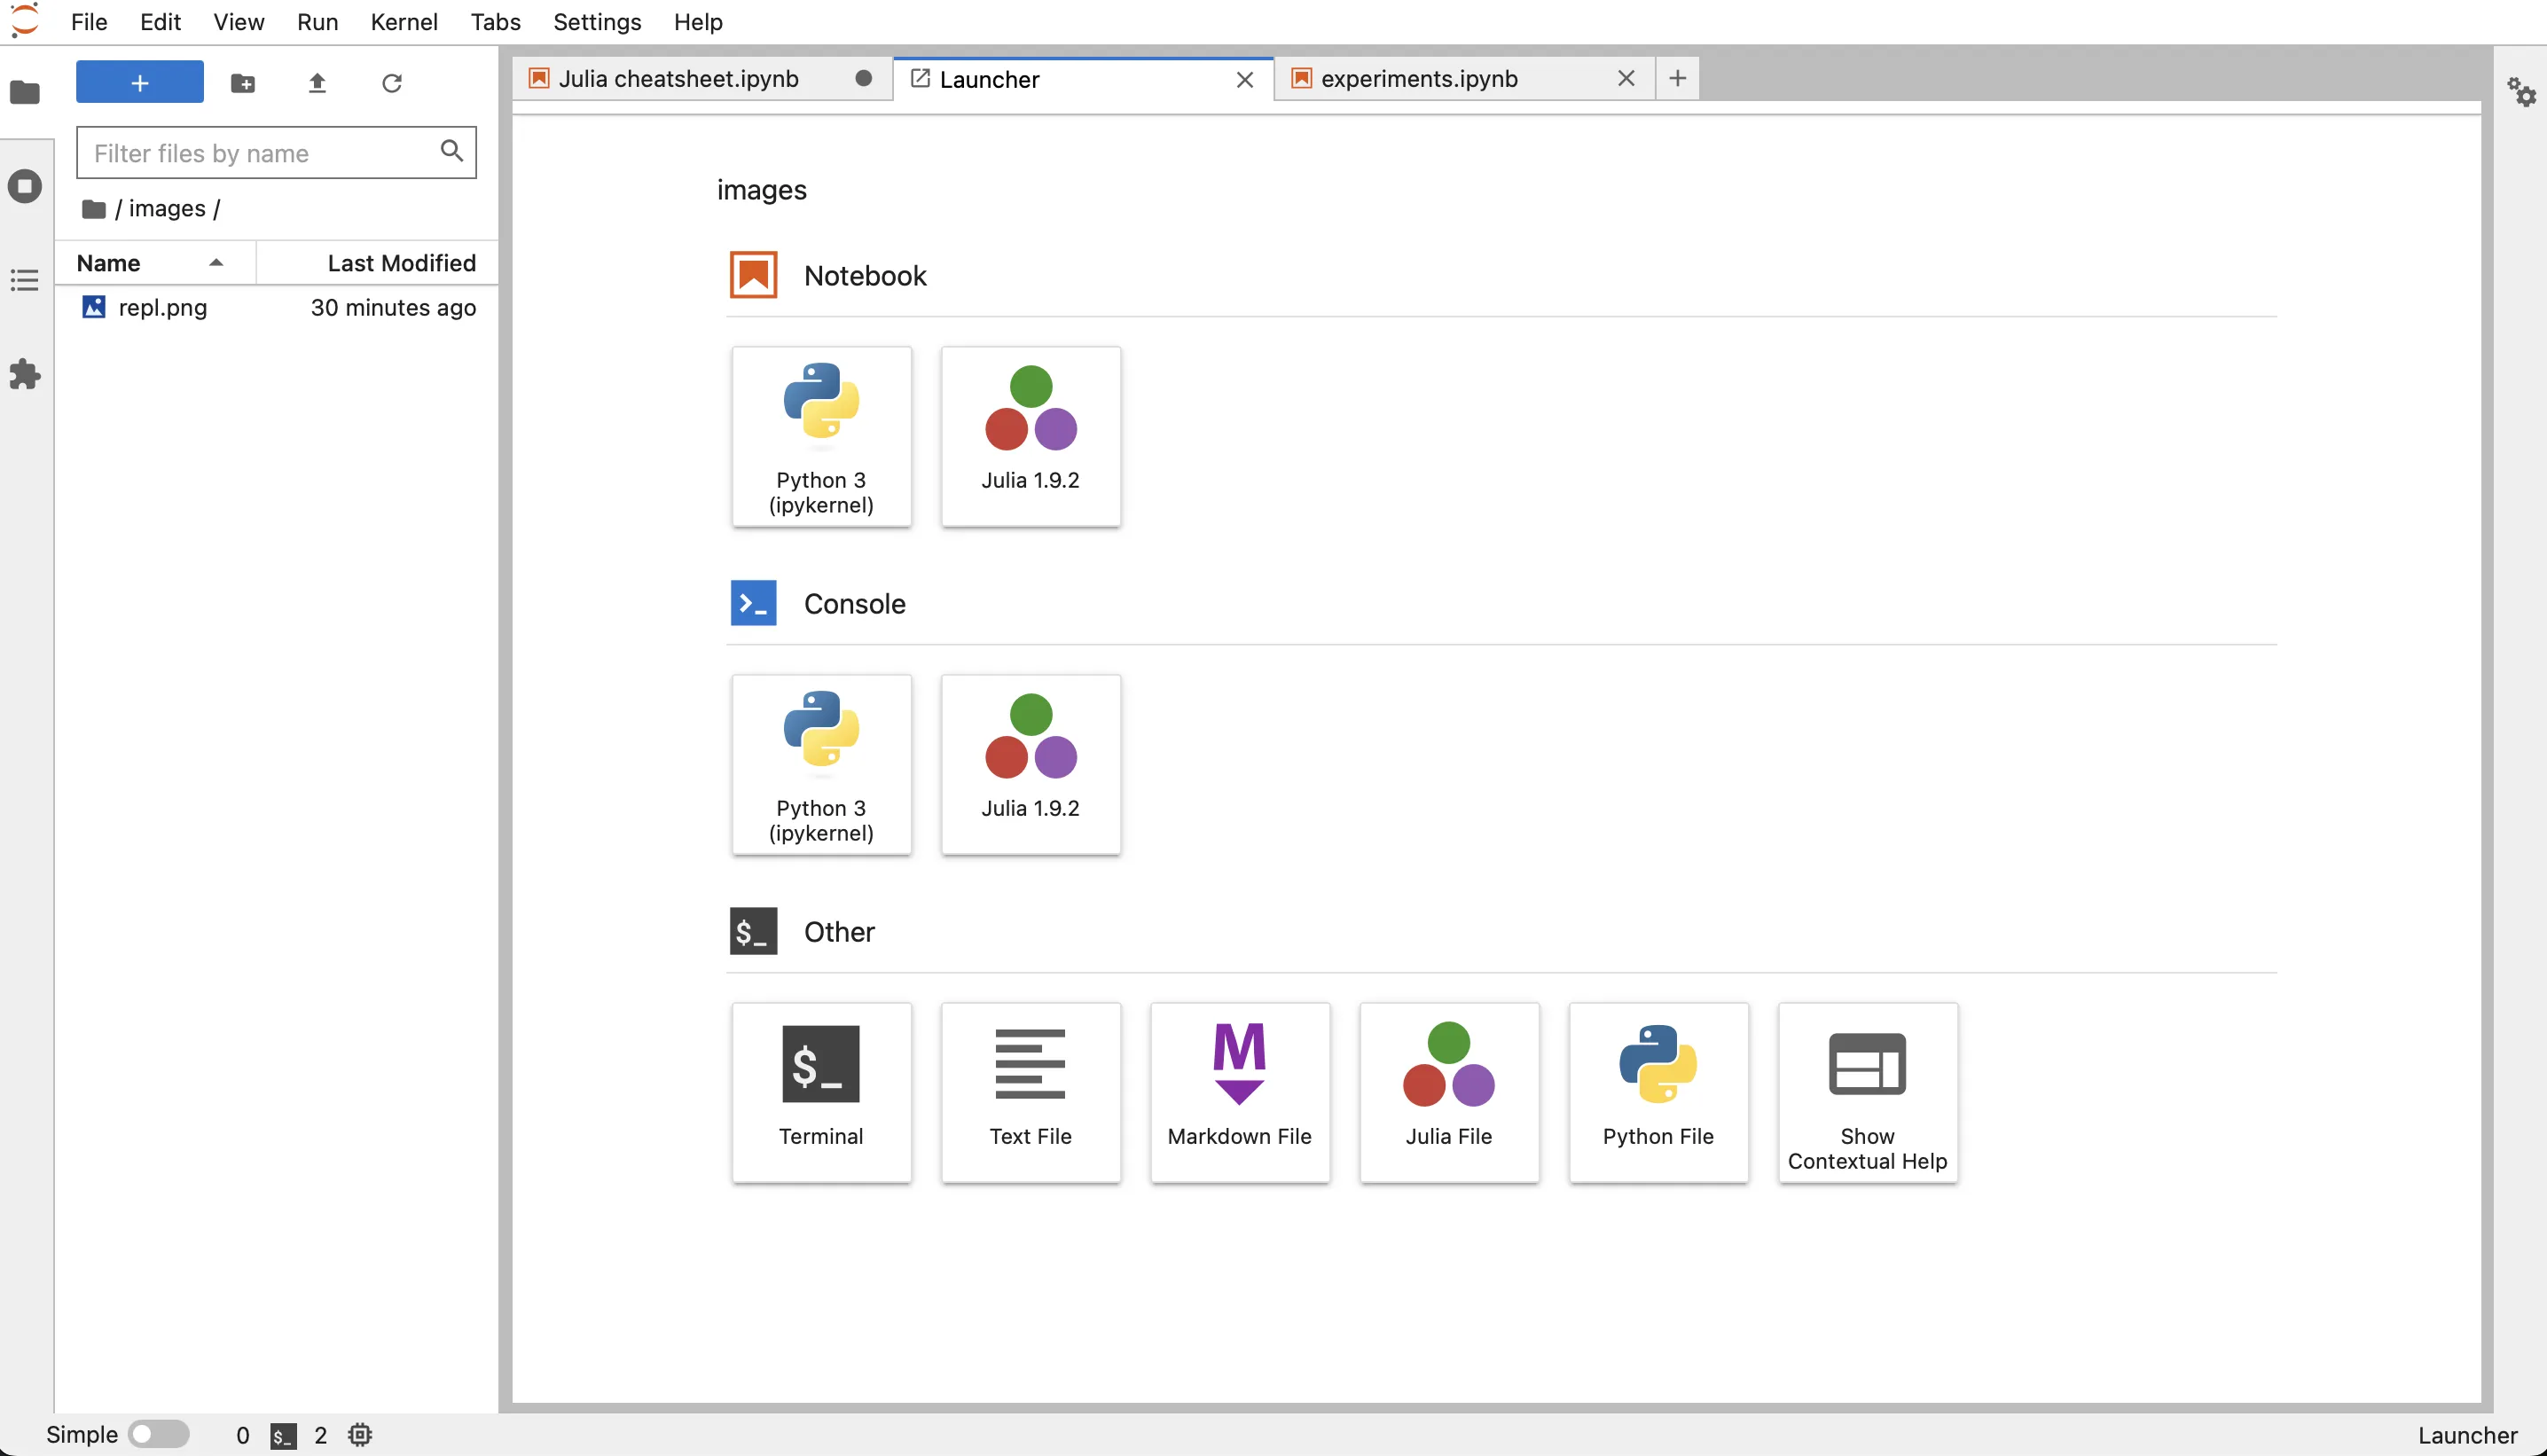 File Edit View Run Kernel Tabs Settings Help
Julia cheatsheet.ipynb Launcher experiments.ipynb
Filter files by name
/ images /
Name Last Modified
repl.png 30 minutes ago
images
Notebook
Python 3
(ipykernel)
Julia 1.9.2
Console
Python 3
(ipykernel)
Julia 1.9.2
$_ Other
$_
Terminal
Text File
M
Markdown File
Julia File
Python File
Show
Contextual Help
Simple 0 $_ 2 Launcher